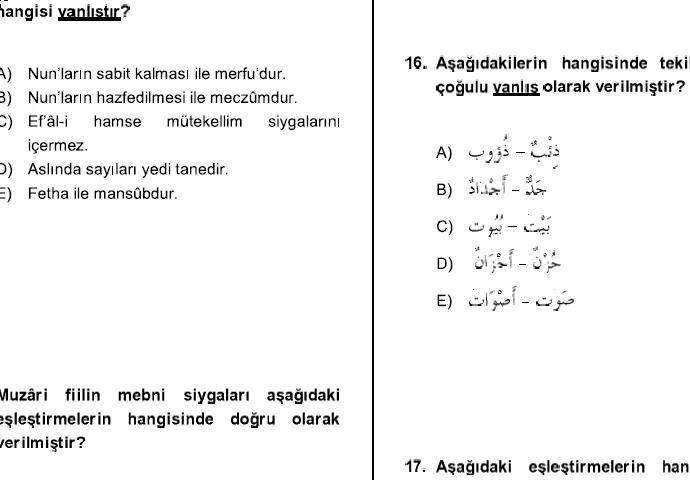 hangisi yanlıştır?
A) Nun’ların sabit kalması ile merfu‘dur.
B) Nun’ların hazfedilmesi ile meczûmdur.
C) Ef’âl-i hamse mütekellim siygalarını
içermez.
D) Aslında sayıları yedi tanedir.
E) Fetha ile mansûbdur.
Muzâri fiilin mebni siygaları aşağıdaki
eşleştirmelerin hangisinde doğru olarak
verilmiştir?
16. Aşağıdakilerin hangisinde teki
çoğulu yanlış olarak verilmiştir?
A) ذِئْبٌ – ذُؤوب
B) جَدٌّ – أَجْدَادٌ
C) بَيْت – بُيُوت
D) حُزْنٌ – أَحْزَانٌ
E) صَوْت – أَصْوَات
17. Aşağıdaki eşleştirmelerin han